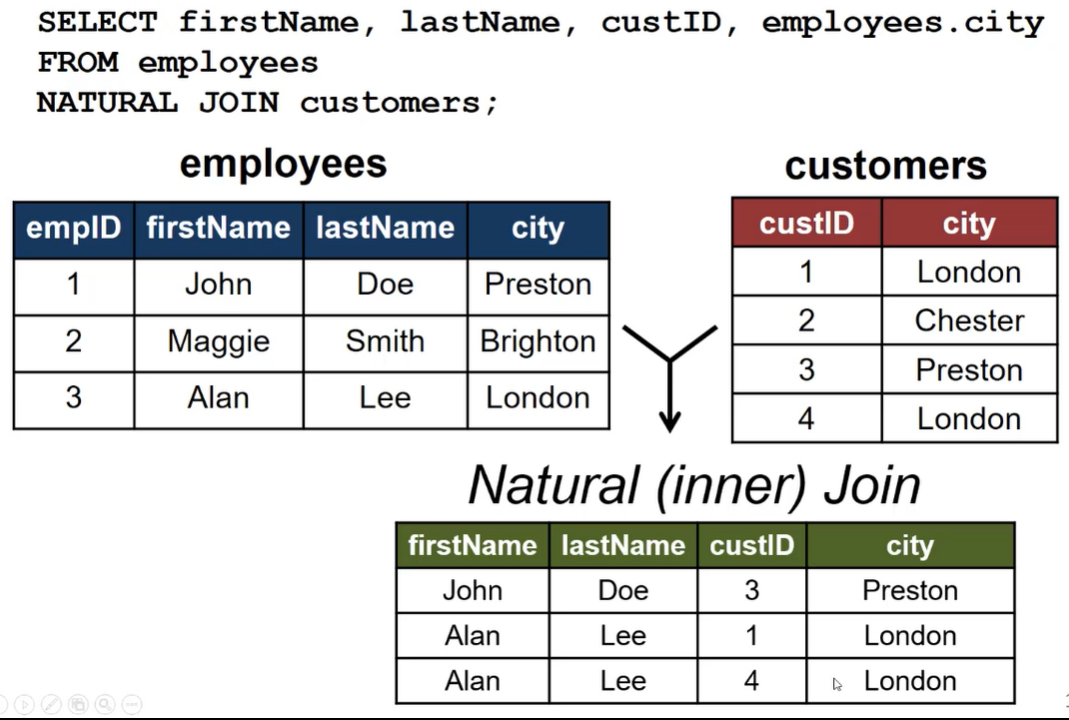 SELECT firstName, lastName, custID, employees.city
FROM employees
NATURAL JOIN customers;
employees
empID firstName lastName city
1 John Doe Preston
2 Maggie Smith Brighton
3 Alan Lee London
customers
custID city
1 London
2 Chester
3 Preston
4 London
Natural (inner) Join
firstName lastName custID city
John Doe 3 Preston
Alan Lee 1 London
Alan Lee 4 London